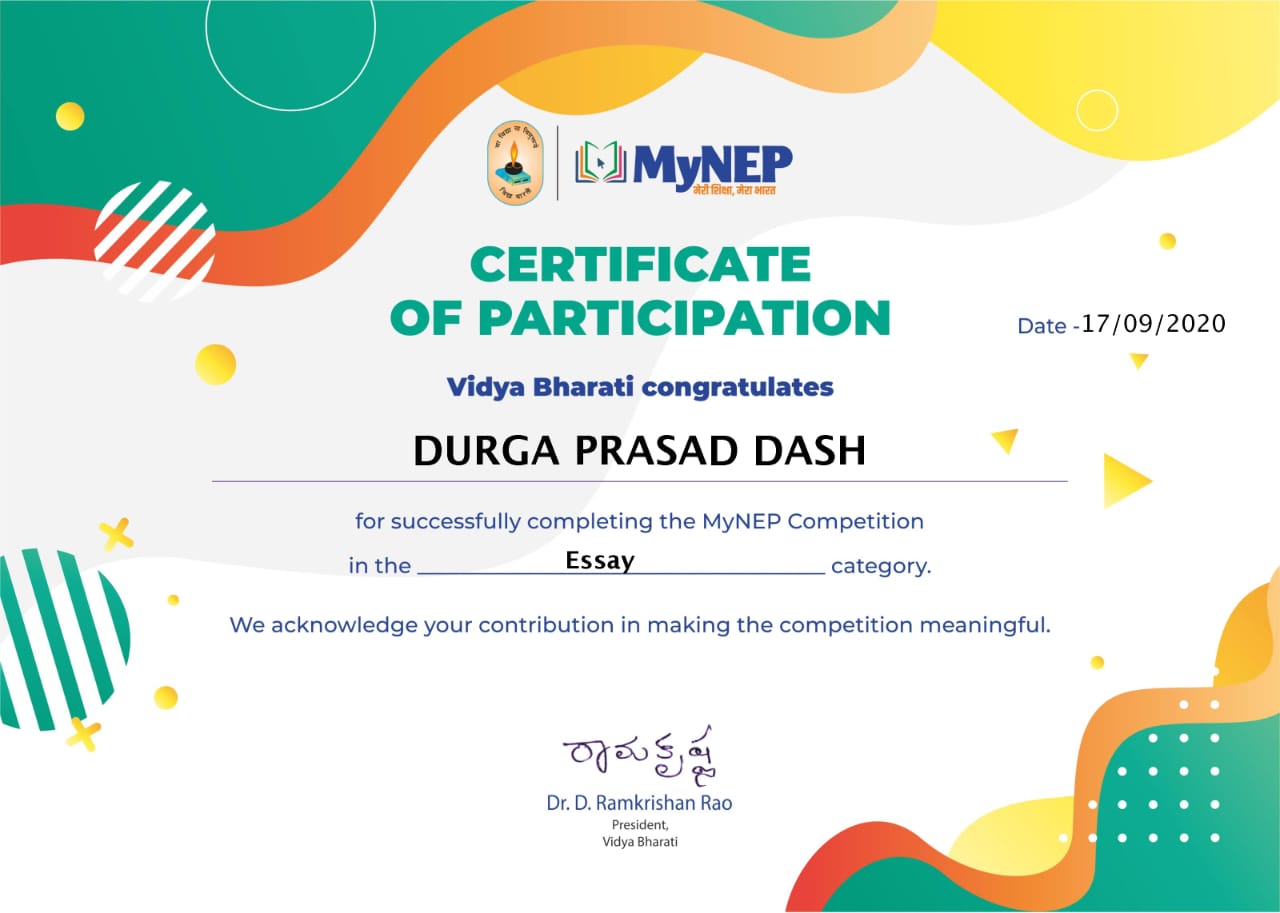 सा विद्या या विमुक्तये
विद्या भारती
MyNEP
मेरी शिक्षा, मेरा भारत
CERTIFICATE
OF PARTICIPATION
Date -17/09/2020
Vidya Bharati congratulates
DURGA PRASAD DASH
for successfully completing the MyNEP Competition
in the Essay category.
We acknowledge your contribution in making the competition meaningful.
రామకృష్ణ
Dr. D. Ramkrishan Rao
President,
Vidya Bharati